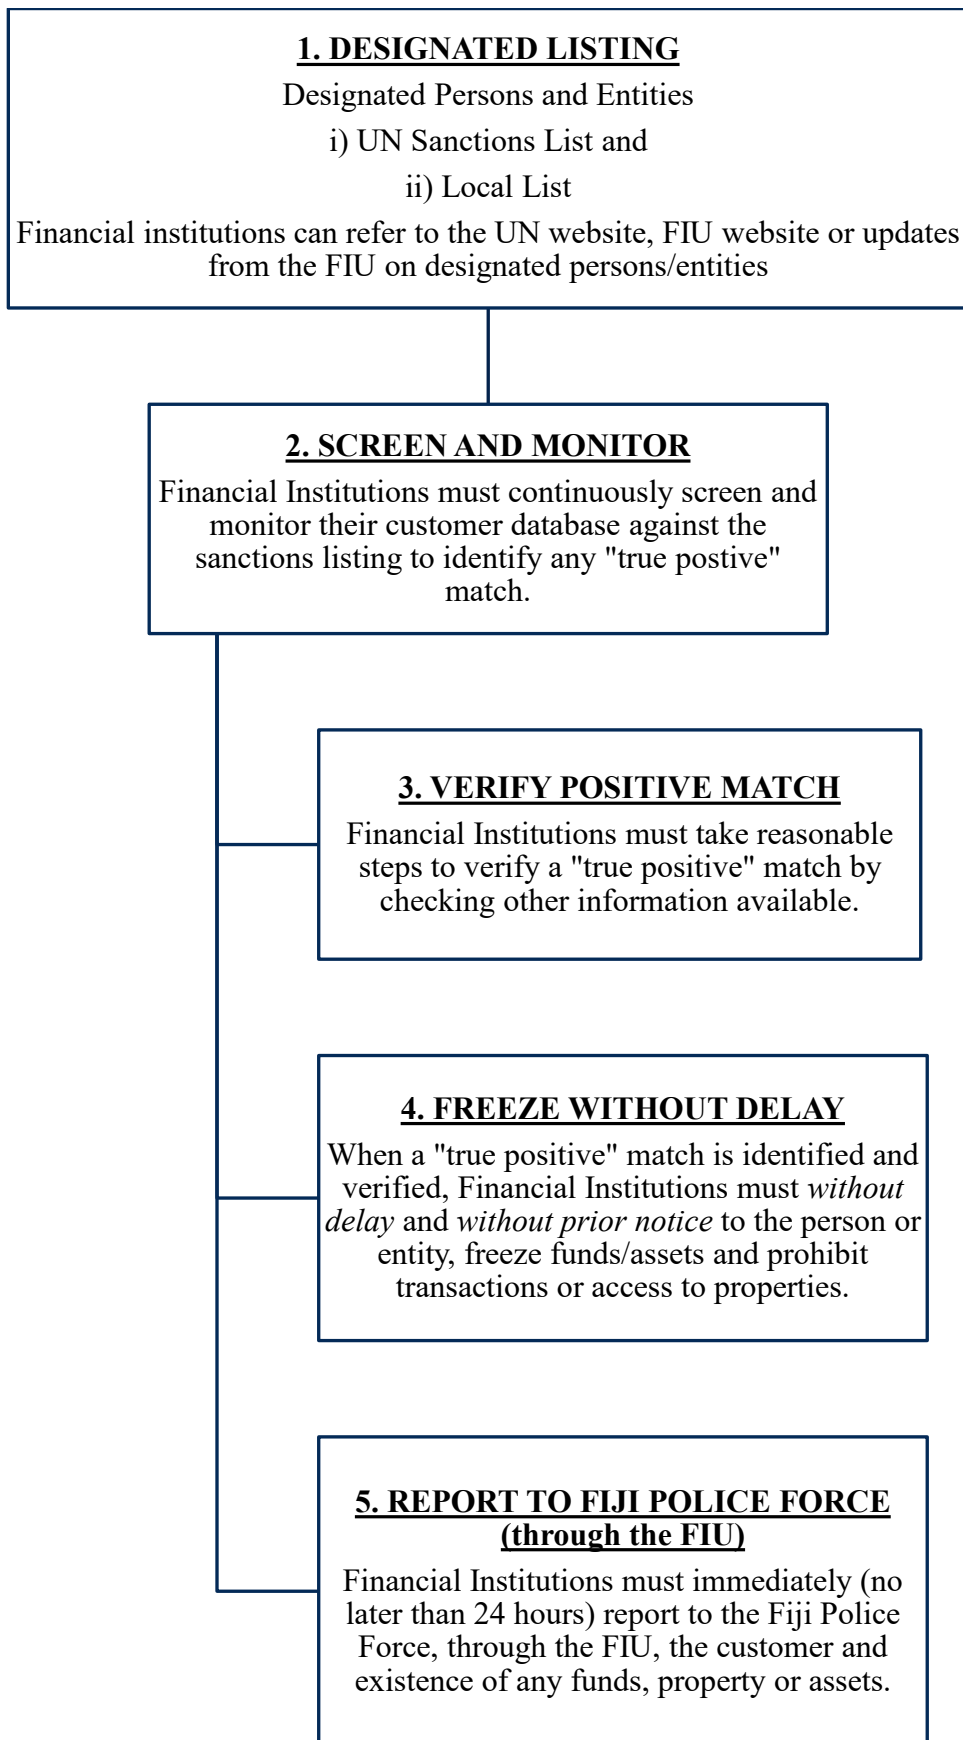 1. DESIGNATED LISTING
Designated Persons and Entities
i) UN Sanctions List and
ii) Local List
Financial institutions can refer to the UN website, FIU website or updates
from the FIU on designated persons/entities
2. SCREEN AND MONITOR
Financial Institutions must continuously screen and
monitor their customer database against the
sanctions listing to identify any "true postive"
match.
3. VERIFY POSITIVE MATCH
Financial Institutions must take reasonable
steps to verify a "true positive" match by
checking other information available.
4. FREEZE WITHOUT DELAY
When a "true positive" match is identified and
verified, Financial Institutions must without
delay and without prior notice to the person or
entity, freeze funds/assets and prohibit
transactions or access to properties.
5. REPORT TO FIJI POLICE FORCE
(through the FIU)
Financial Institutions must immediately (no
later than 24 hours) report to the Fiji Police
Force, through the FIU, the customer and
existence of any funds, property or assets.